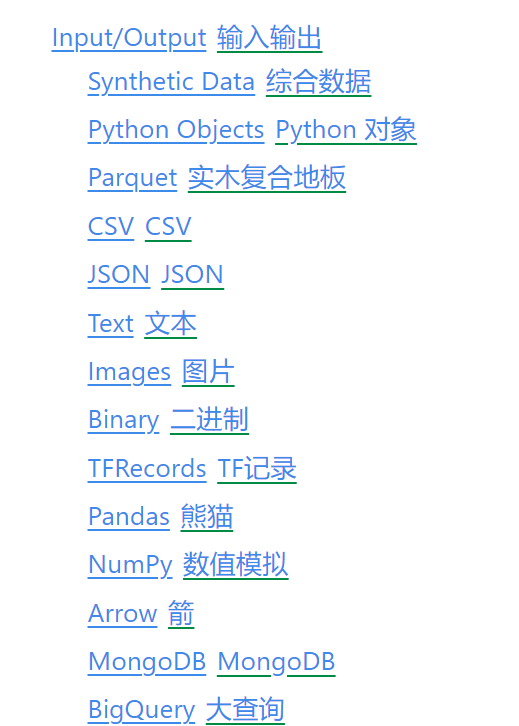 Input/Output 输入输出
Synthetic Data 综合数据
Python Objects Python 对象
Parquet 实木复合地板
CSV CSV
JSON JSON
Text 文本
Images 图片
Binary 二进制
TFRecords TF记录
Pandas 熊猫
NumPy 数值模拟
Arrow 箭
MongoDB MongoDB
BigQuery 大查询